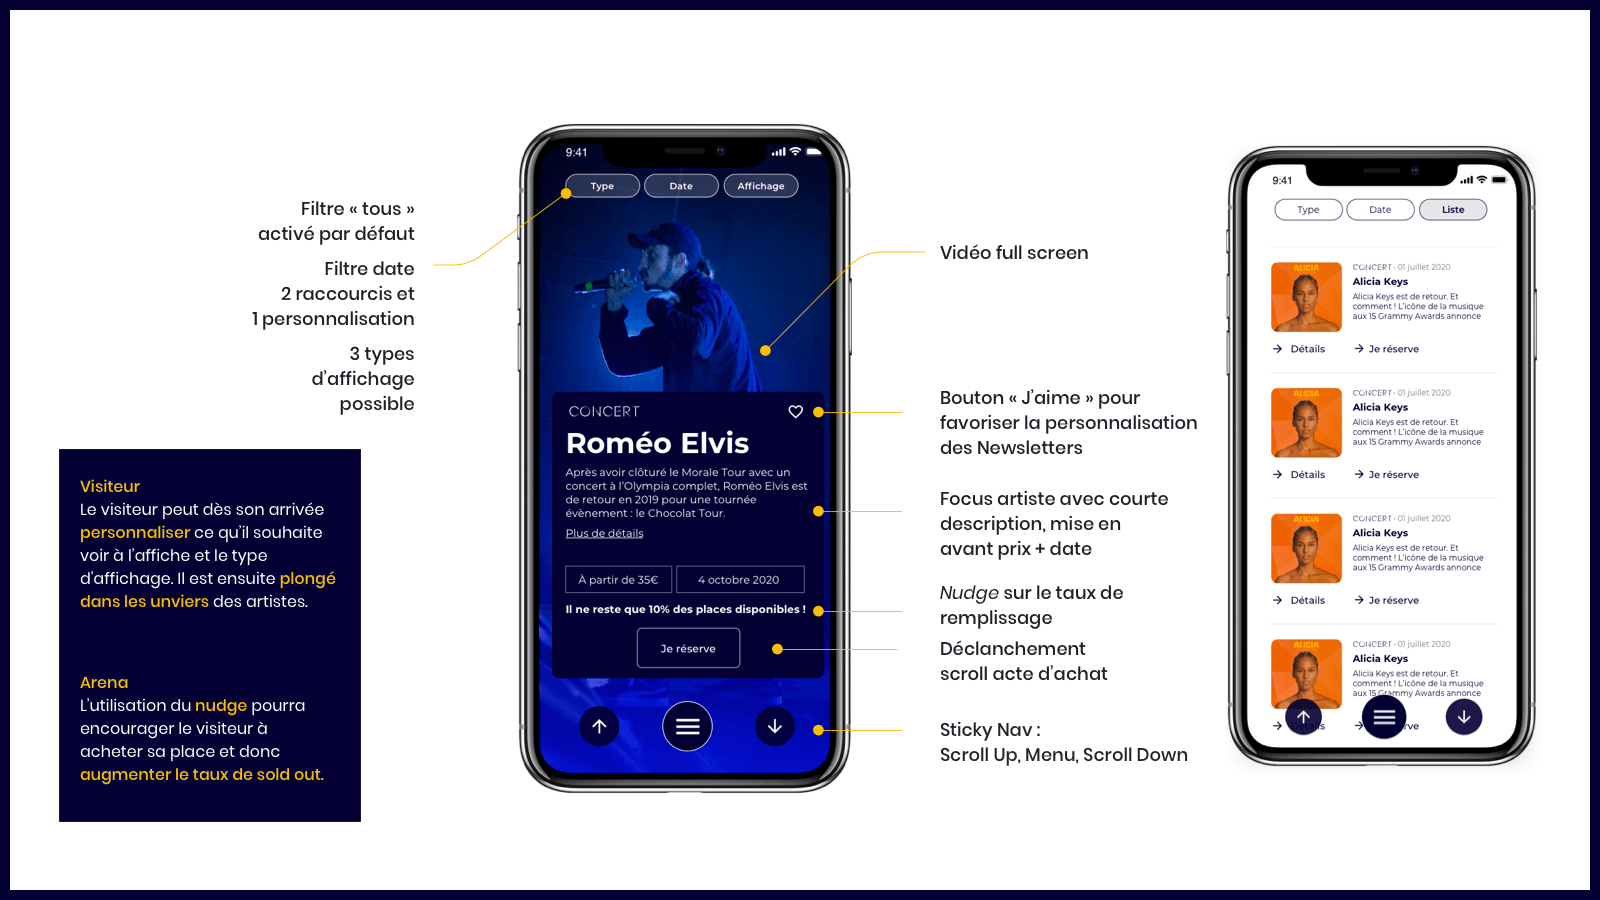 Filtre « tous »
activé par défaut
Filtre date
2 raccourcis et
1 personnalisation
3 types
d'affichage
possible
Visiteur
Le visiteur peut dès son arrivée
personnaliser ce qu'il souhaite
voir à l'affiche et le type
d'affichage. Il est ensuite plongé
dans les unviers des artistes.
Arena
L'utilisation du nudge pourra
encourager le visiteur à
acheter sa place et donc
augmenter le taux de sold out.
9:41
Type Date Affichage
CONCERT
Roméo Elvis
Après avoir clôturé le Morale Tour avec un
concert à l'Olympia complet, Roméo Elvis est
de retour en 2019 pour une tournée
évènement : le Chocolat Tour.
Plus de détails
À partir de 35€ 4 octobre 2020
Il ne reste que 10% des places disponibles !
Je réserve
Vidéo full screen
Bouton « J'aime » pour
favoriser la personnalisation
des Newsletters
Focus artiste avec courte
description, mise en
avant prix + date
Nudge sur le taux de
remplissage
Déclanchement
scroll acte d'achat
Sticky Nav :
Scroll Up, Menu, Scroll Down
9:41
Type Date Liste
ALICIA
CONCERT · 01 juillet 2020
Alicia Keys
Alicia Keys est de retour. Et
comment ! L'icône de la musique
aux 15 Grammy Awards annonce
→ Détails → Je réserve
ALICIA
CONCERT · 01 juillet 2020
Alicia Keys
Alicia Keys est de retour. Et
comment ! L'icône de la musique
aux 15 Grammy Awards annonce
→ Détails → Je réserve
ALICIA
CONCERT · 01 juillet 2020
Alicia Keys
Alicia Keys est de retour. Et
comment ! L'icône de la musique
aux 15 Grammy Awards annonce
→ Détails → Je réserve
ALICIA
CONCERT · 01 juillet 2020
Alicia Keys
Alicia Keys est de retour. Et
comment ! L'icône de la musique
aux 15 Grammy Awards annonce